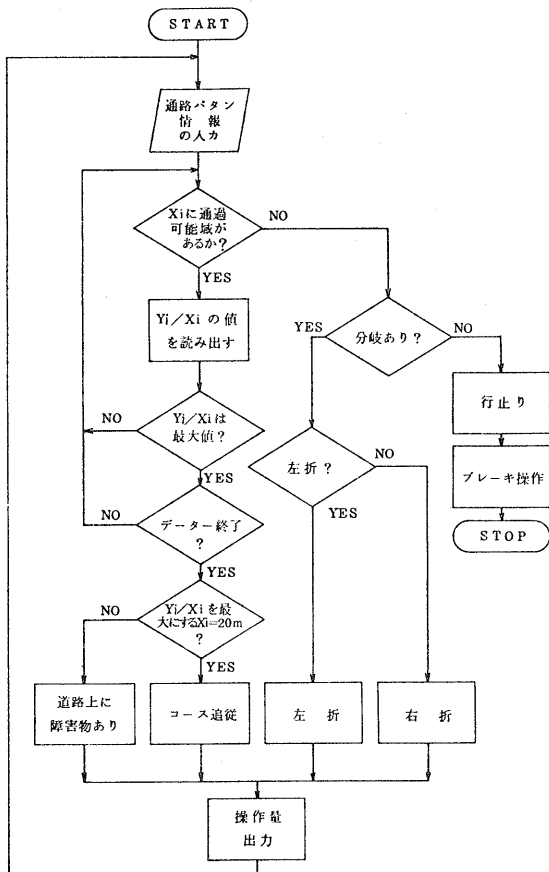 START
通路パタン
情報
の入力
Xiに通過
可能域が
あるか?
NO
YES
Yi/Xi の値
を読み出す
YES
分岐あり?
NO
行止り
NO
Yi/Xiは
最大値?
YES
左折?
NO
YES
ブレーキ操作
STOP
NO
データー終了
?
YES
NO
Yi/Xiを最
大にするXi=20m
?
YES
道路上に
障害物あり
コース追従
左折
右折
操作量
出力